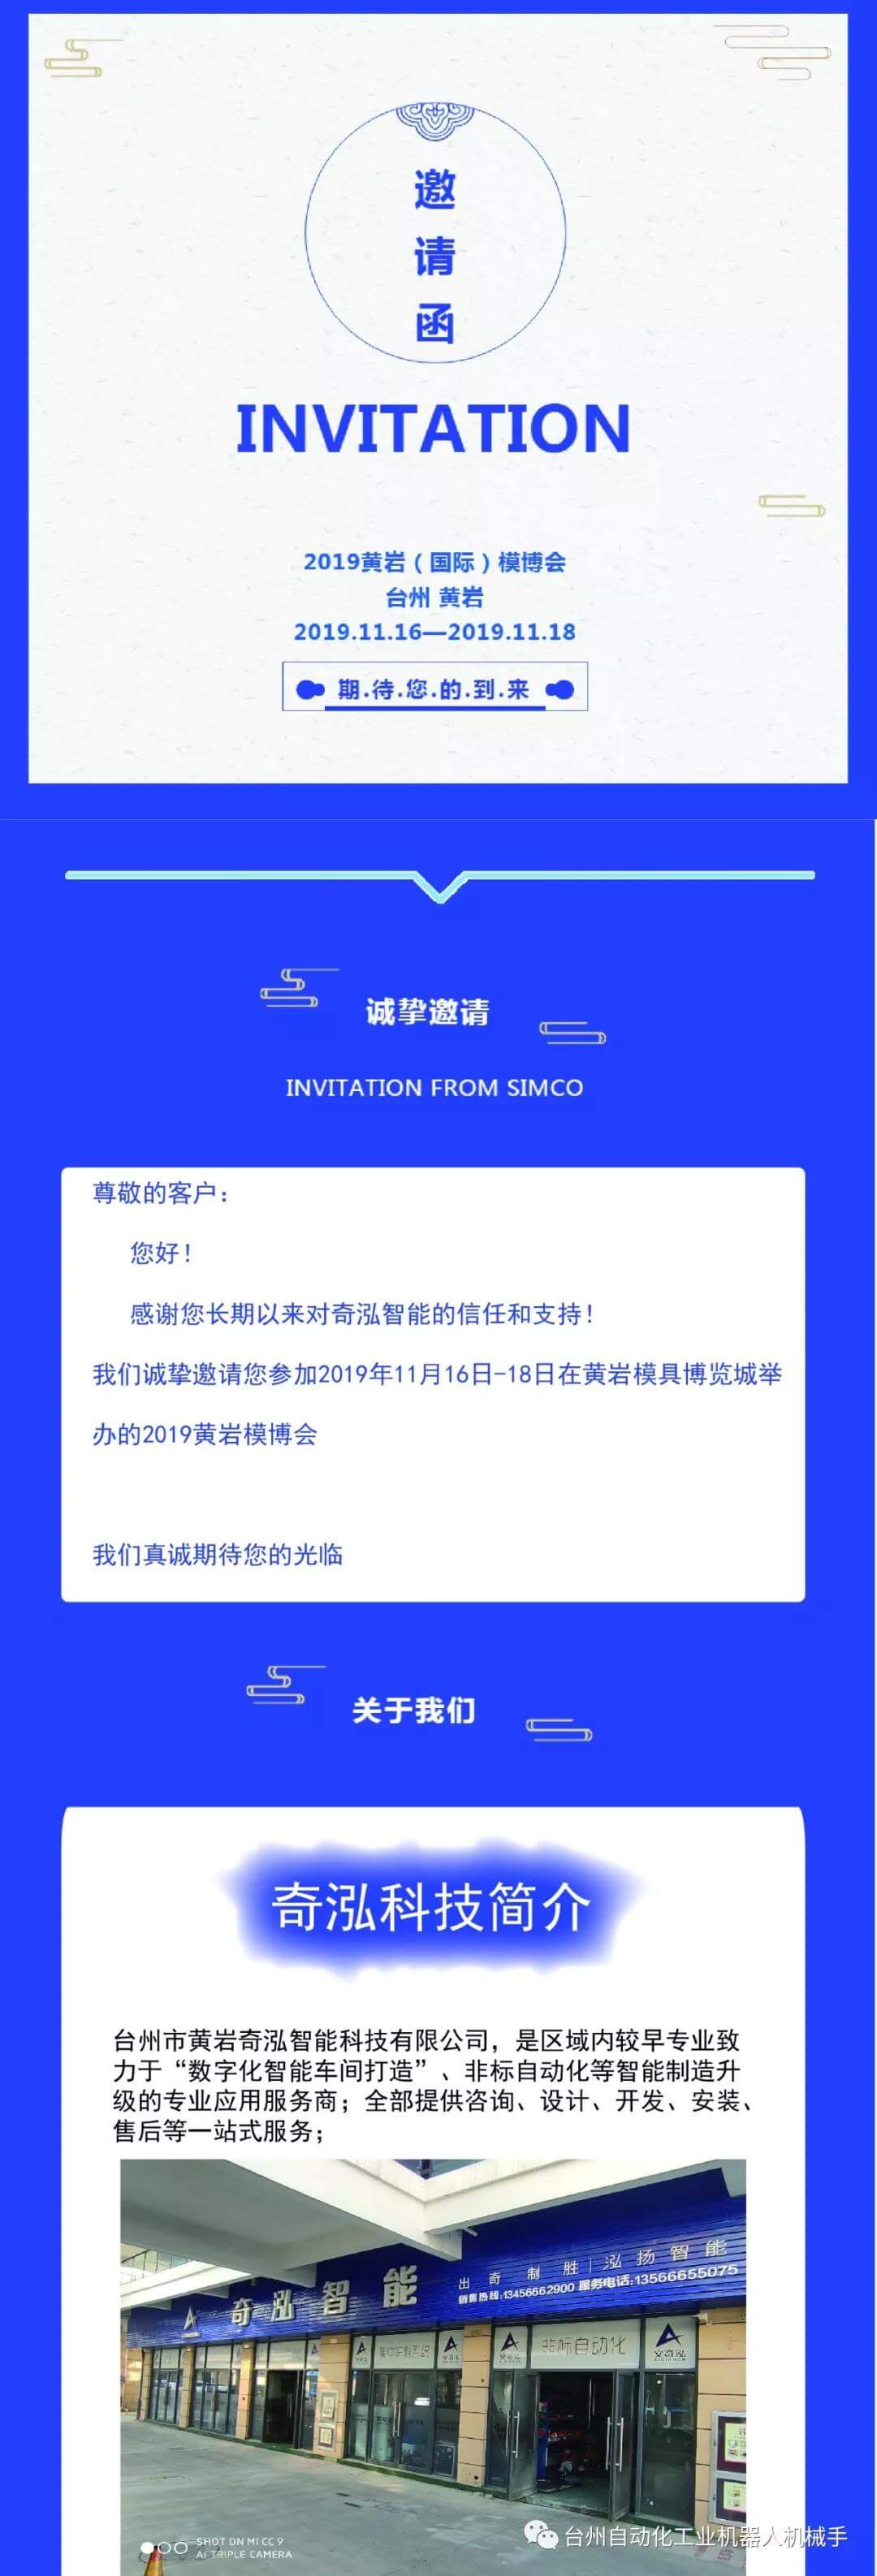 邀
请
函
INVITATION
2019黄岩（国际）模博会
台州 黄岩
2019.11.16—2019.11.18
期.待.您.的.到.来
诚挚邀请
INVITATION FROM SIMCO
尊敬的客户：
您好！
感谢您长期以来对奇泓智能的信任和支持！
我们诚挚邀请您参加2019年11月16日-18日在黄岩模具博览城举
办的2019黄岩模博会
我们真诚期待您的光临
关于我们
奇泓科技简介
台州市黄岩奇泓智能科技有限公司，是区域内较早专业致
力于“数字化智能车间打造”、非标自动化等智能制造升
级的专业应用服务商；全部提供咨询、设计、开发、安装、
售后等一站式服务；
奇泓智能
出奇制胜|泓扬智能
销售热线:13456662900 服务电话:13566655075
非标自动化
SHOT ON MI CC 9
AI TRIPLE CAMERA
台州自动化工业机器人机械手